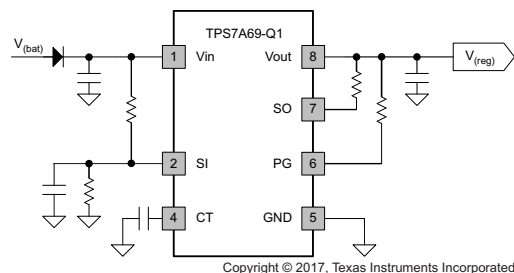 TPS7A69-Q1
V(bat)
1 Vin
Vout 8
V(reg)
SO 7
2 SI
PG 6
4 CT
GND 5
Copyright © 2017, Texas Instruments Incorporated